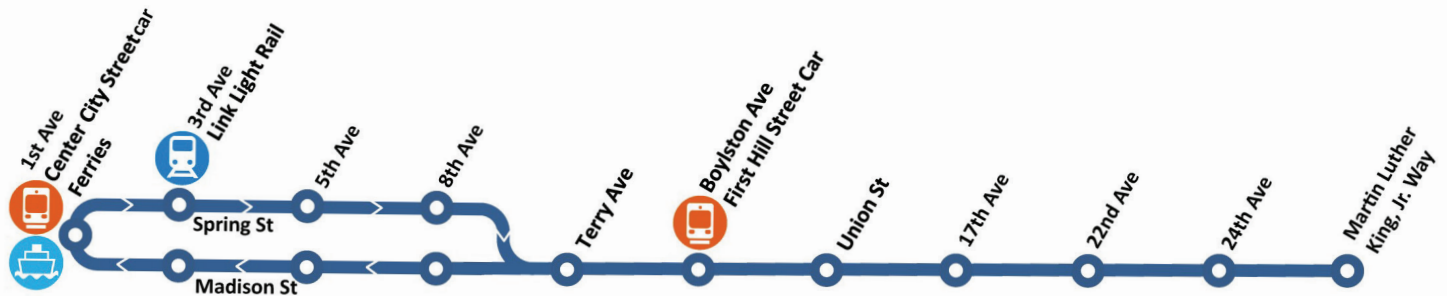 1st Ave
Center City Streetcar
Ferries
3rd Ave
Link Light Rail
5th Ave
8th Ave
Spring St
Madison St
Terry Ave
Boylston Ave
First Hill Street Car
Union St
17th Ave
22nd Ave
24th Ave
Martin Luther
King, Jr. Way